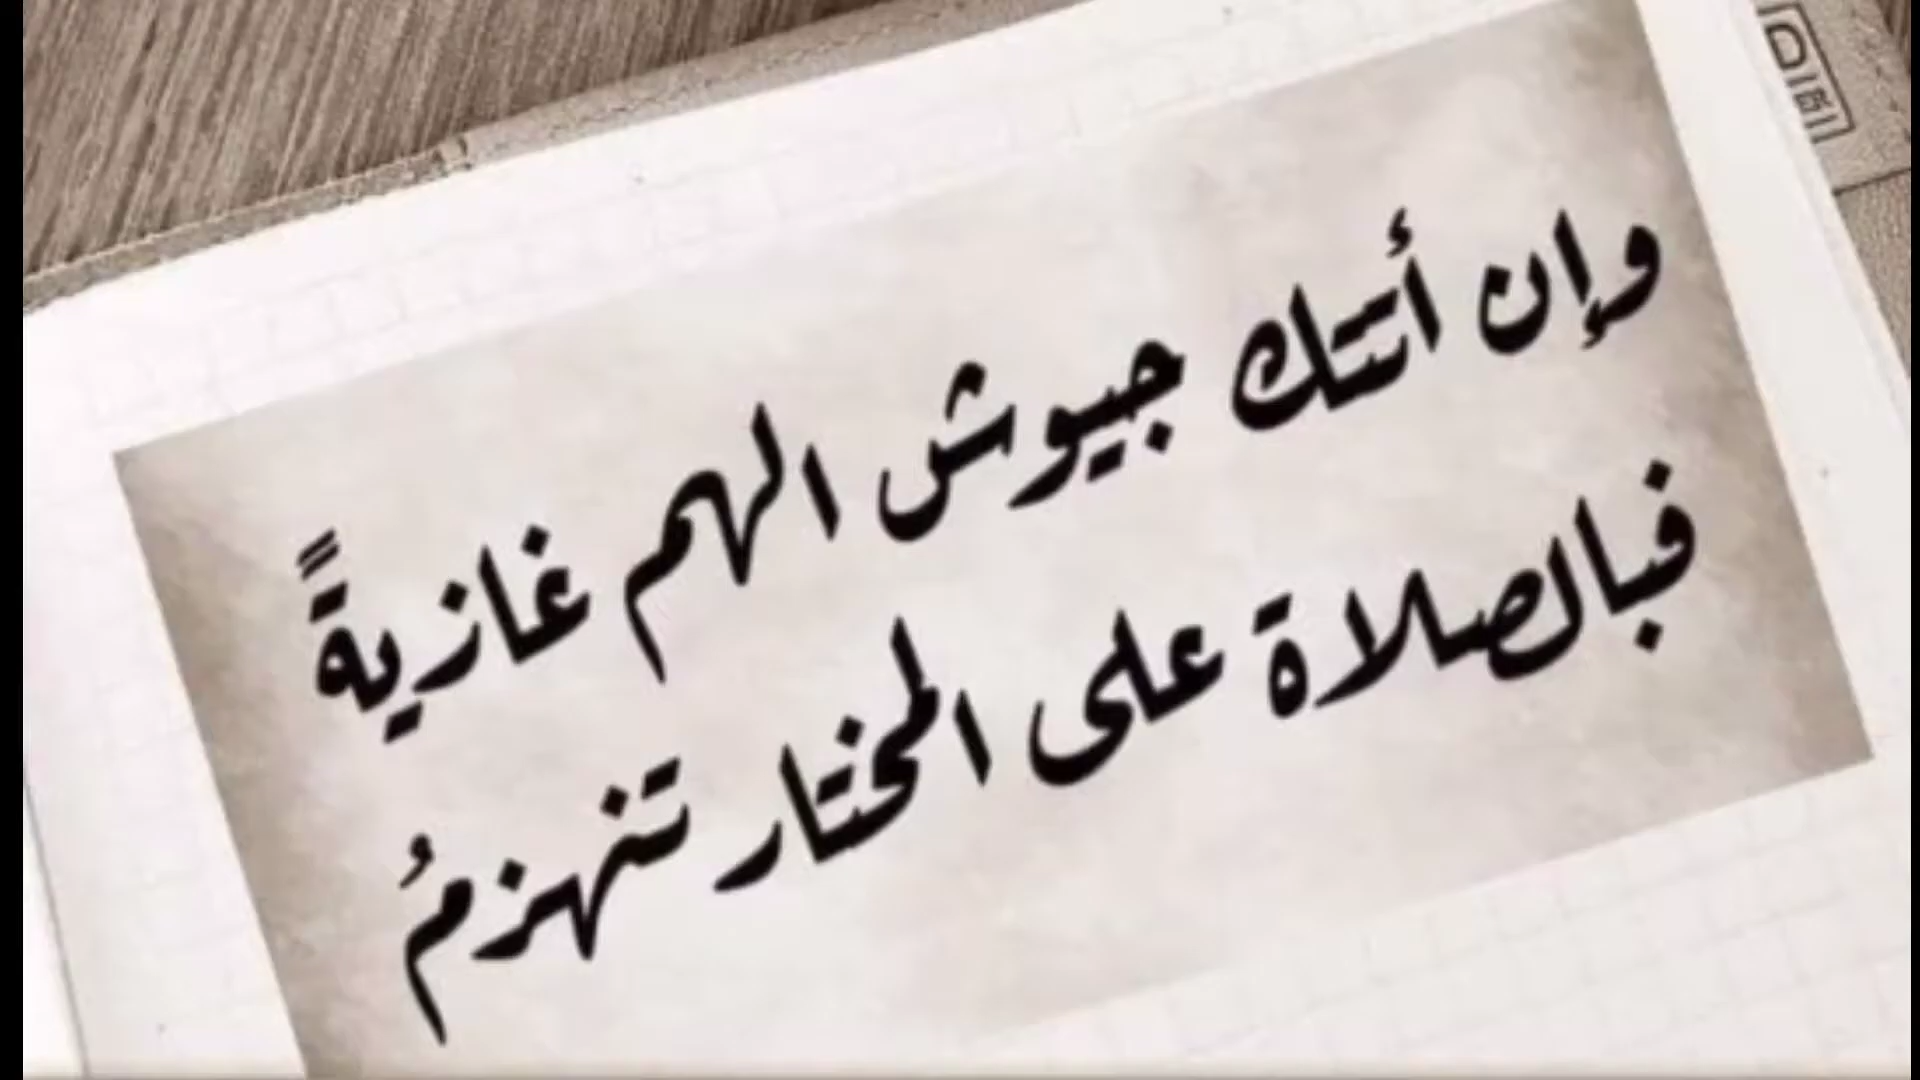 وإن أتتك جيوش الهم غازيةً
فبالصلاة على المختار تنهزمُ